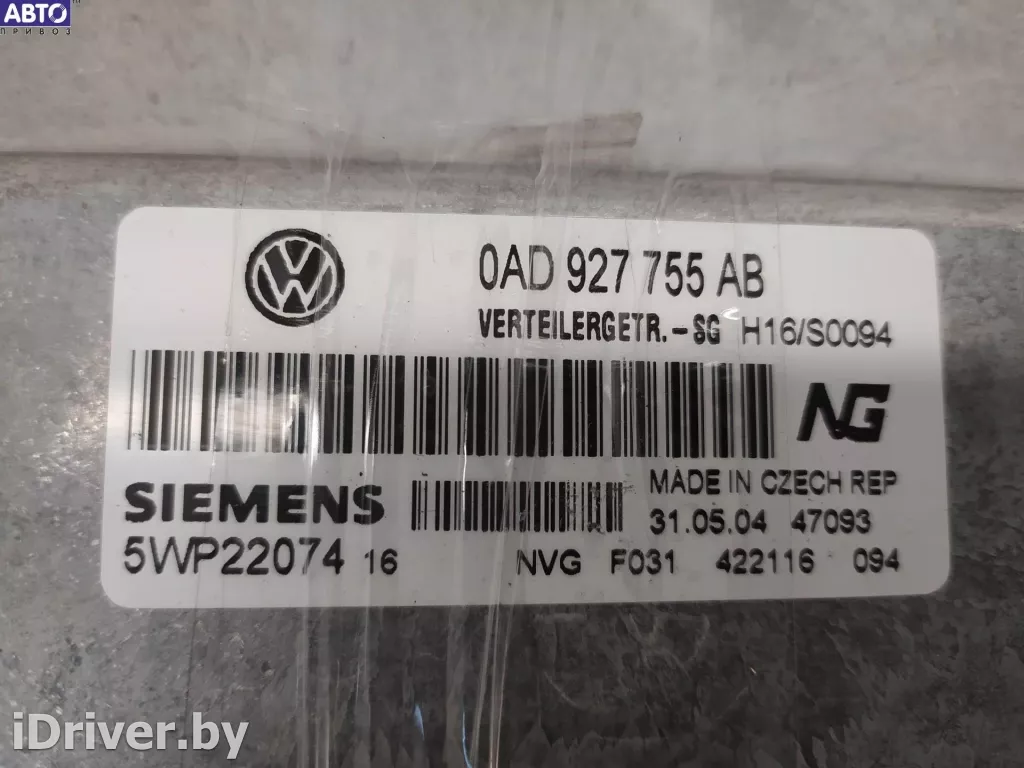 АВТО
ПРИВОЗ
0AD 927 755 AB
VERTEILERGETR.-SG H16/S0094
NG
SIEMENS
MADE IN CZECH REP
31.05.04 47093
5WP22074 16
NVG F031 422116 094
iDriver.by